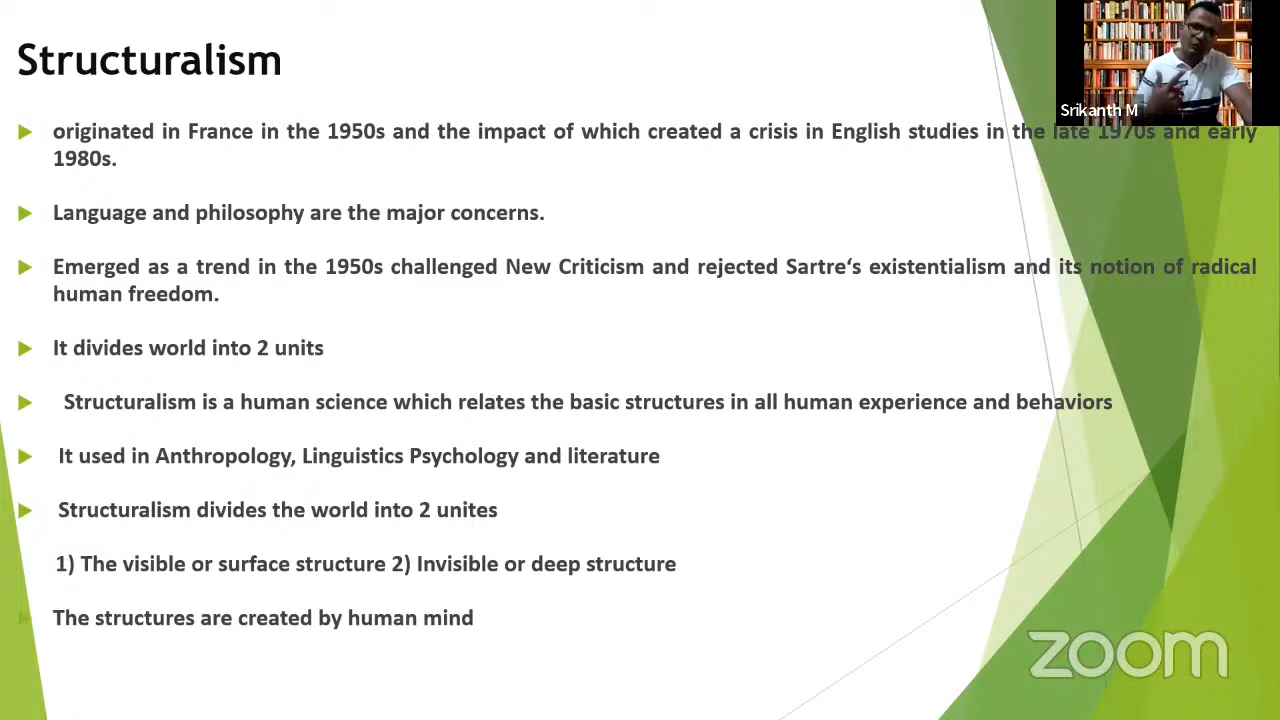 Structuralism
Srikanth M
originated in France in the 1950s and the impact of which created a crisis in English studies in the late 1970s and early
1980s.
Language and philosophy are the major concerns.
Emerged as a trend in the 1950s challenged New Criticism and rejected Sartre‘s existentialism and its notion of radical
human freedom.
It divides world into 2 units
Structuralism is a human science which relates the basic structures in all human experience and behaviors
It used in Anthropology, Linguistics Psychology and literature
Structuralism divides the world into 2 unites
1) The visible or surface structure 2) Invisible or deep structure
The structures are created by human mind
zoom